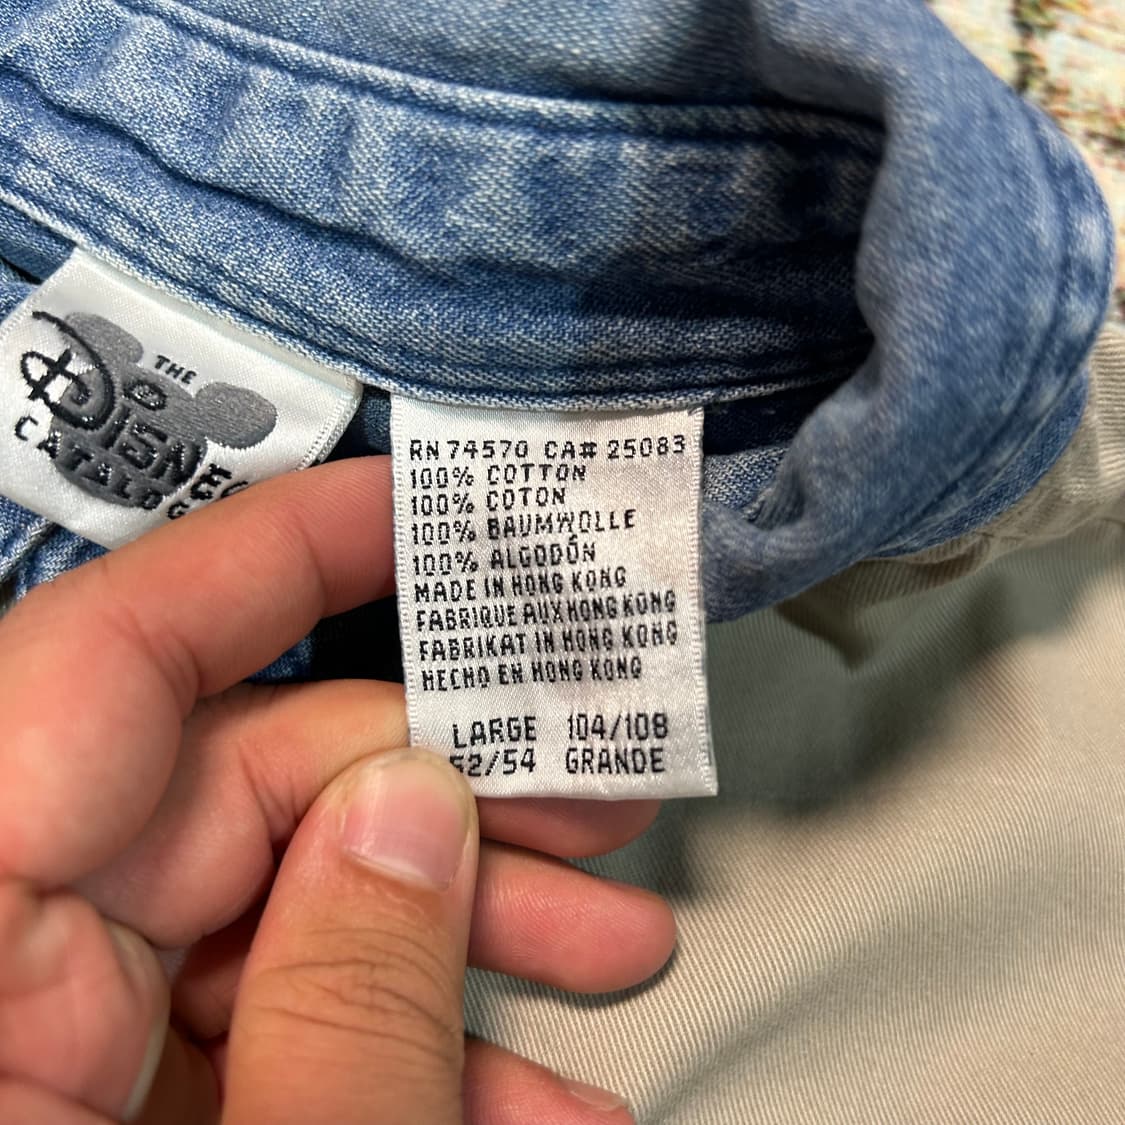 THE
DISNEY
CATALOG
RN 74570 CA# 25083
100% COTTON
100% COTON
100% BAUMWOLLE
100% ALGODÓN
MADE IN HONG KONG
FABRIQUE AUX HONG KONG
FABRIKAT IN HONG KONG
HECHO EN HONG KONG
LARGE 104/108
52/54 GRANDE